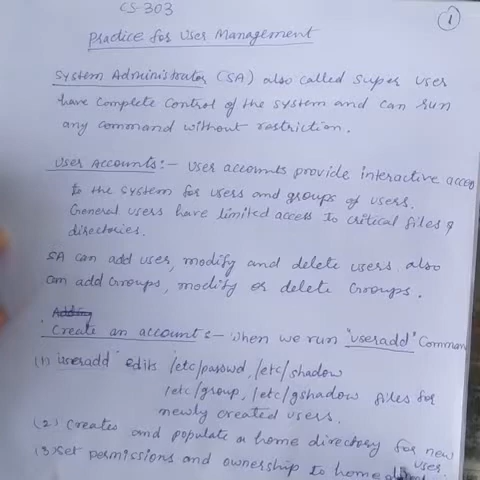 CS-303
1
Practice for User Management
System Administrator (SA) also called Super User
have complete control of the system and can run
any command without restriction.
User Accounts:- User accounts provide interactive access
to the system for users and groups of users.
General users have limited access to critical files &
directories.
SA can add user, modify and delete users also
can add Groups, modify or delete Groups.
Create an account:- When we run "useradd" Comman
(1) 'useradd' edits /etc/passwd, /etc/shadow
/etc/group, /etc/gshadow files for
newly created users.
(2) Creates and populate a home directory for new
user
(3) Set permissions and ownership to home